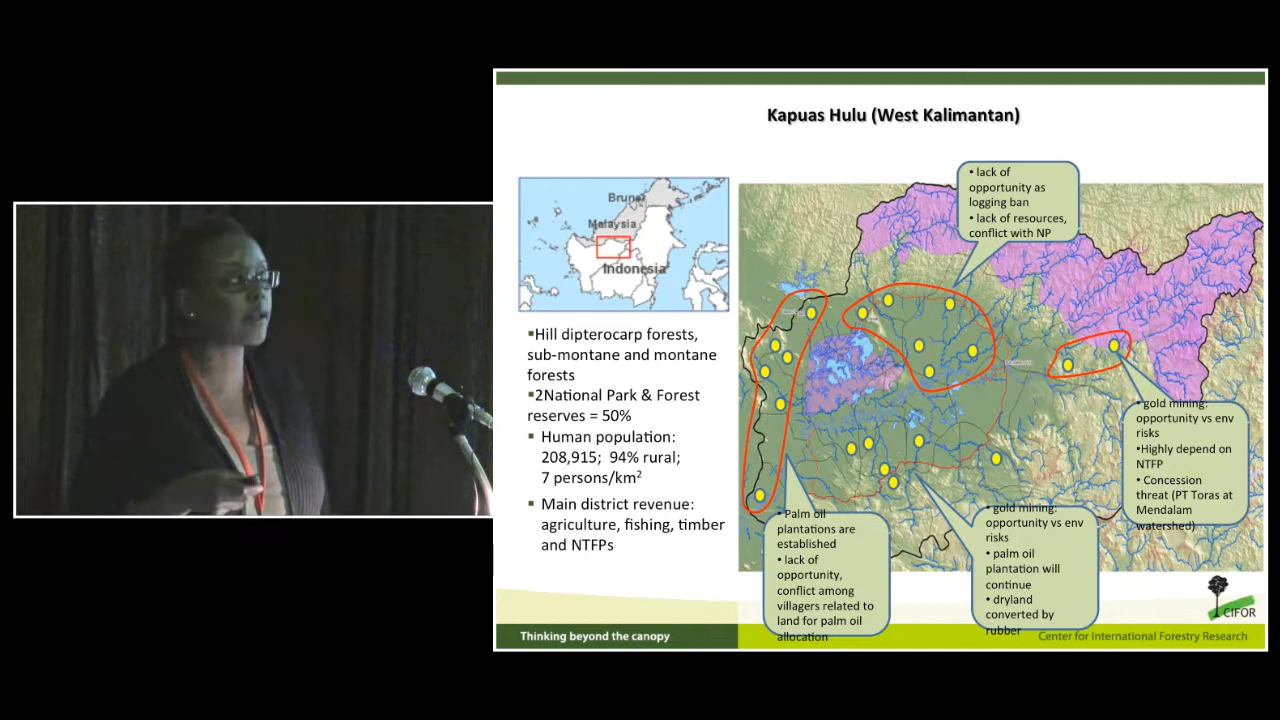 Kapuas Hulu (West Kalimantan)
Brunei
Malaysia
Indonesia
▪Hill dipterocarp forests,
sub-montane and montane
forests
▪2National Park & Forest
reserves = 50%
▪ Human population:
208,915; 94% rural;
7 persons/km²
▪ Main district revenue:
agriculture, fishing, timber
and NTFPs
• lack of
opportunity as
logging ban
• lack of resources,
conflict with NP
• gold mining:
opportunity vs env
risks
•Highly depend on
NTFP
• Concession
threat (PT Toras at
Mendalam
watershed)
• Palm oil
plantations are
established
• lack of
opportunity,
conflict among
villagers related to
land for palm oil
allocation
• gold mining:
opportunity vs env
risks
• palm oil
plantation will
continue
• dryland
converted by
rubber
CIFOR
Thinking beyond the canopy
Center for International Forestry Research